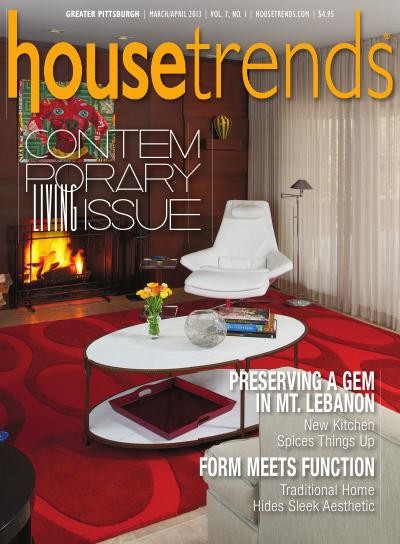 GREATER PITTSBURGH | MARCH/APRIL 2013 | VOL. 7, NO. 1 | HOUSETRENDS.COM | $4.95
housetrends®
CONTEM
PORARY
LIVING ISSUE
PRESERVING A GEM
IN MT. LEBANON
New Kitchen
Spices Things Up
FORM MEETS FUNCTION
Traditional Home
Hides Sleek Aesthetic